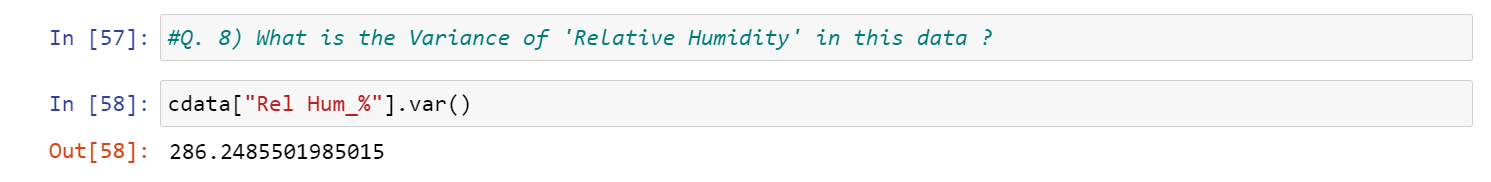 In [57]: #Q. 8) What is the Variance of 'Relative Humidity' in this data ?
In [58]: cdata["Rel Hum_%"].var()
Out[58]: 286.2485501985015